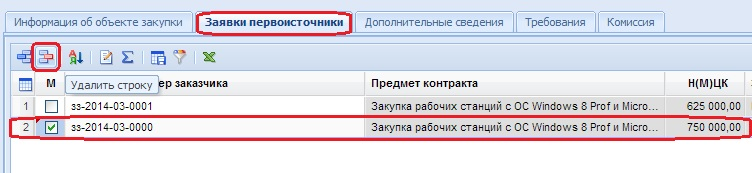 Информация об объекте закупки Заявки первоисточники Дополнительные сведения Требования Комиссия
Удалить строку
М ер заказчика Предмет контракта Н(М)ЦК
1 зз-2014-03-0001 Закупка рабочих станций с ОС Windows 8 Prof и Micro... 625 000,00
2 зз-2014-03-0000 Закупка рабочих станций с ОС Windows 8 Prof и Micro... 750 000,00